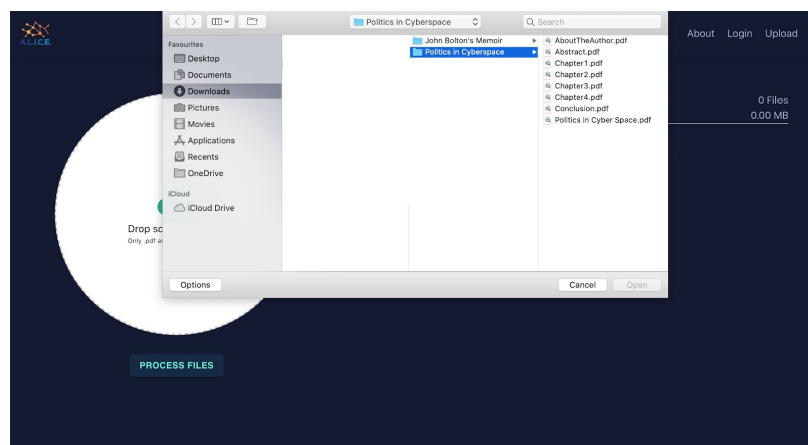 A.L.I.C.E.
About Login Upload
Politics in Cyberspace
Search
Favourites
Desktop
Documents
Downloads
Pictures
Movies
Applications
Recents
OneDrive
iCloud
iCloud Drive
John Bolton's Memoir
Politics in Cyberspace
AboutTheAuthor.pdf
Abstract.pdf
Chapter1.pdf
Chapter2.pdf
Chapter3.pdf
Chapter4.pdf
Conclusion.pdf
Politics in Cyber Space.pdf
Options
Cancel
Open
0 Files
0.00 MB
Drop
Only .pdf
PROCESS FILES